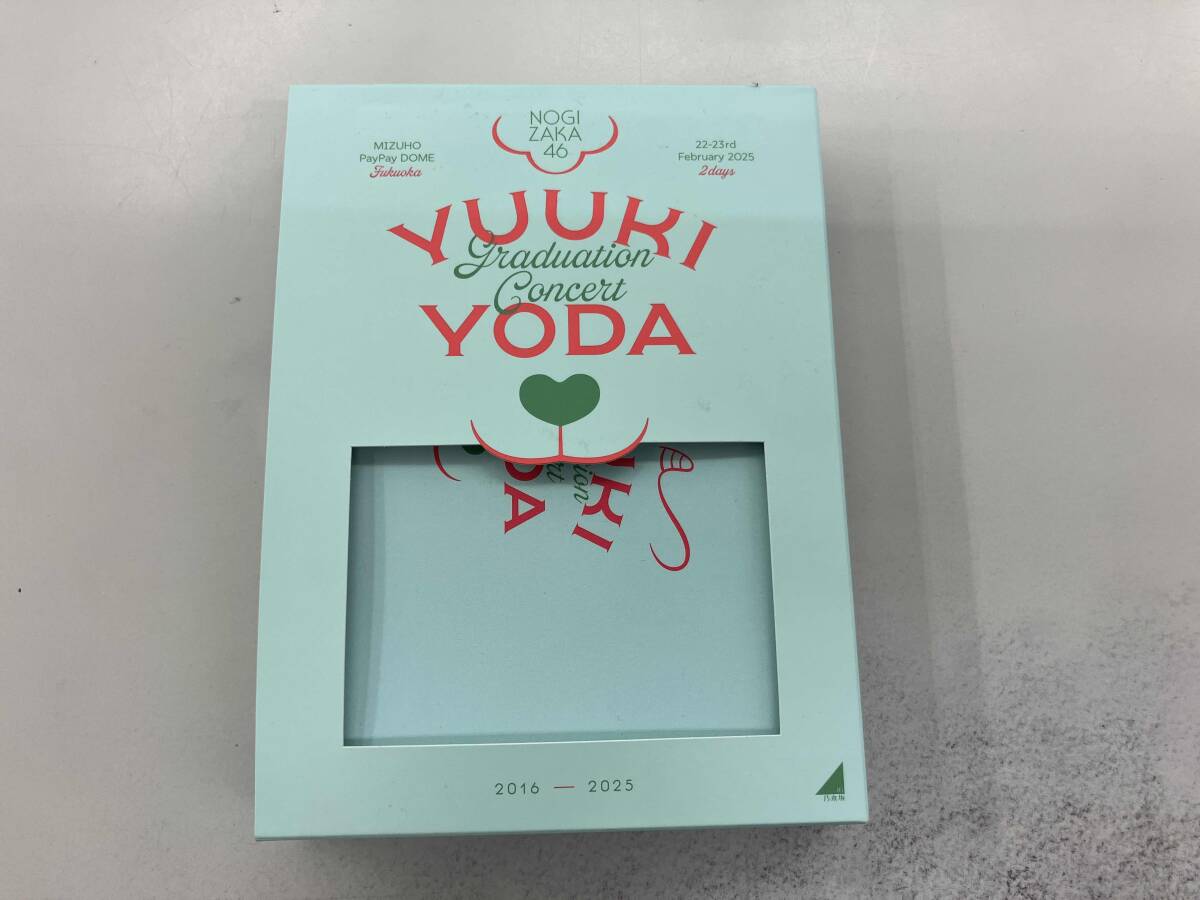 NOGI
ZAKA
46
MIZUHO
PayPay DOME
Fukuoka
22-23rd
February 2025
2days
YUUKI
Graduation
Concert
YODA
2016 — 2025
乃木坂